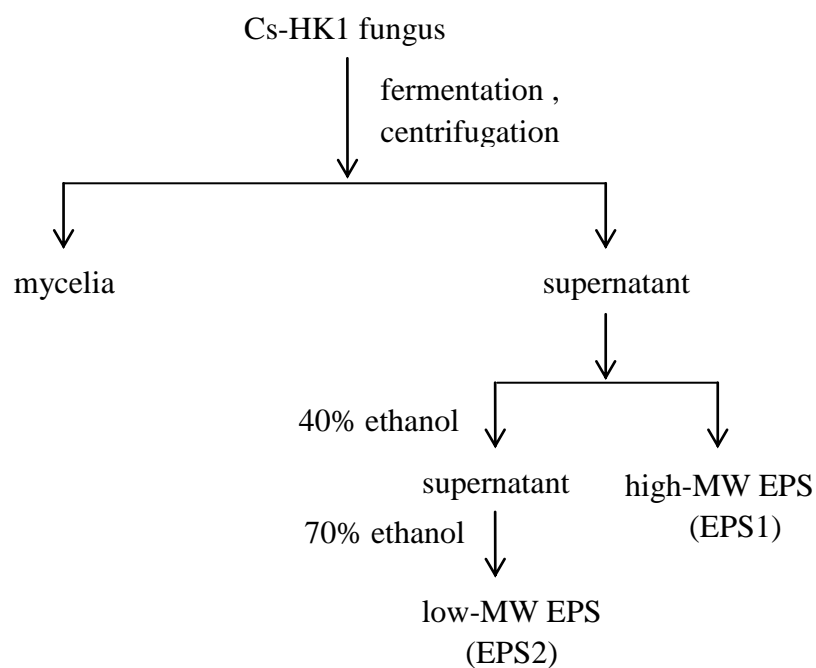 Cs-HK1 fungus
fermentation ,
centrifugation
mycelia
supernatant
40% ethanol
supernatant
high-MW EPS
(EPS1)
70% ethanol
low-MW EPS
(EPS2)